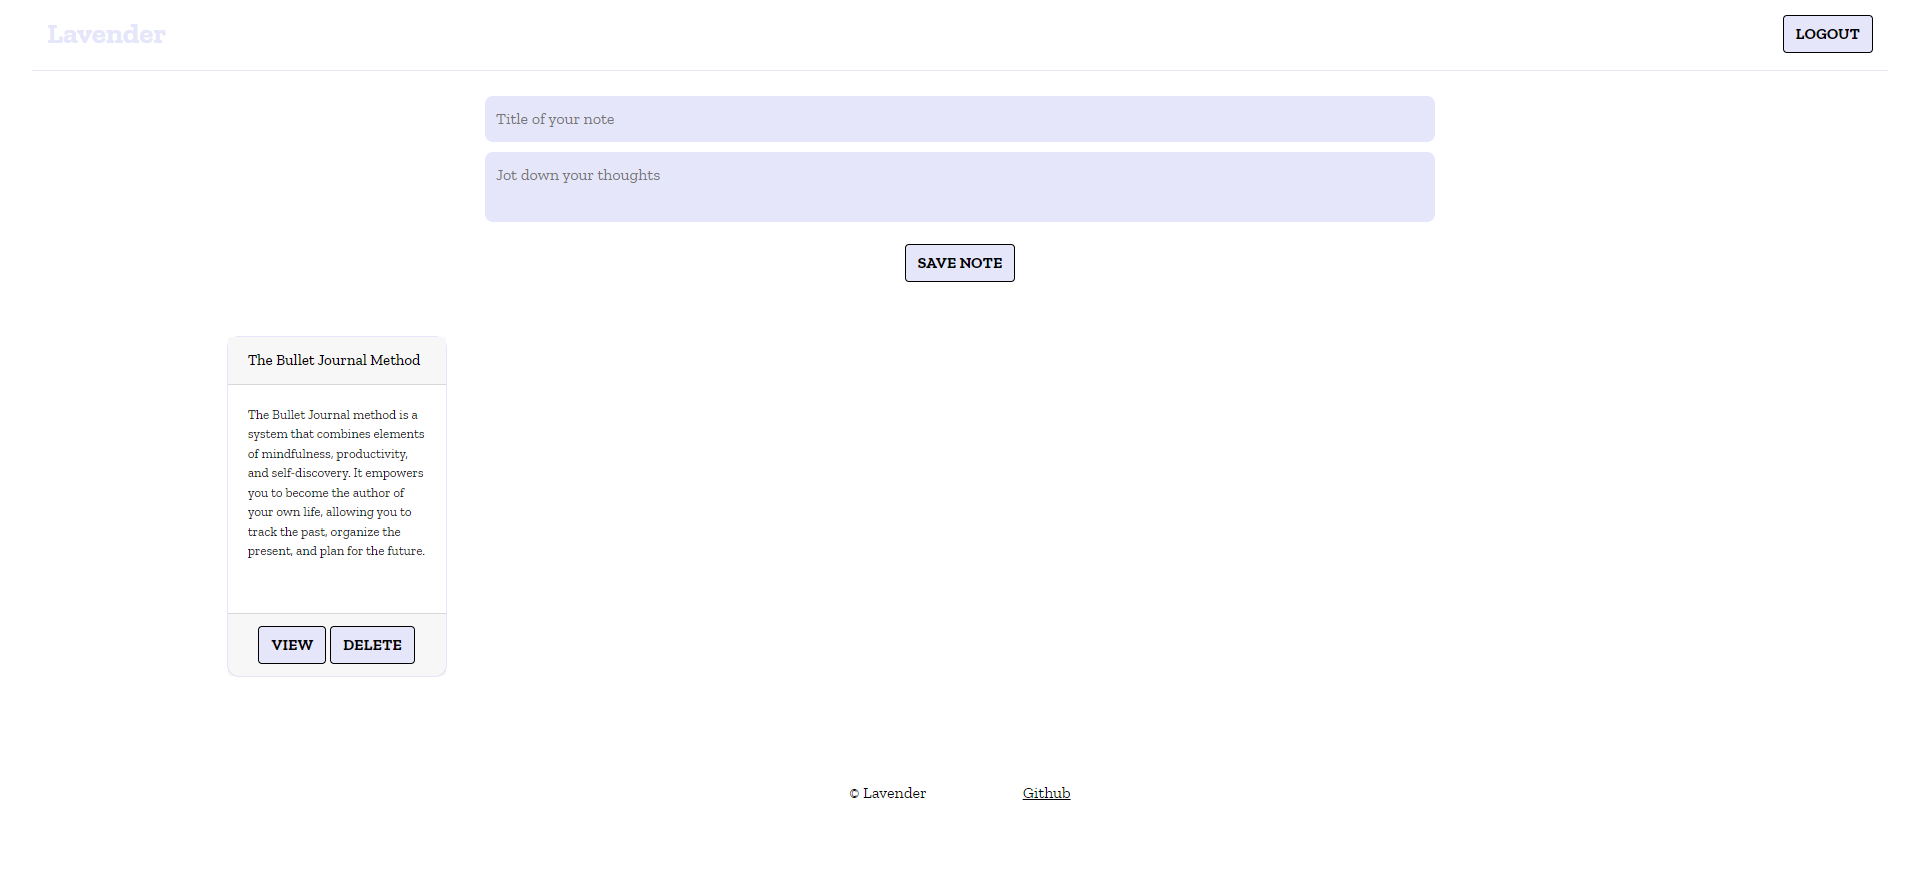 Lavender
LOGOUT
Title of your note
Jot down your thoughts
SAVE NOTE
The Bullet Journal Method
The Bullet Journal method is a
system that combines elements
of mindfulness, productivity,
and self-discovery. It empowers
you to become the author of
your own life, allowing you to
track the past, organize the
present, and plan for the future.
VIEW DELETE
© Lavender Github